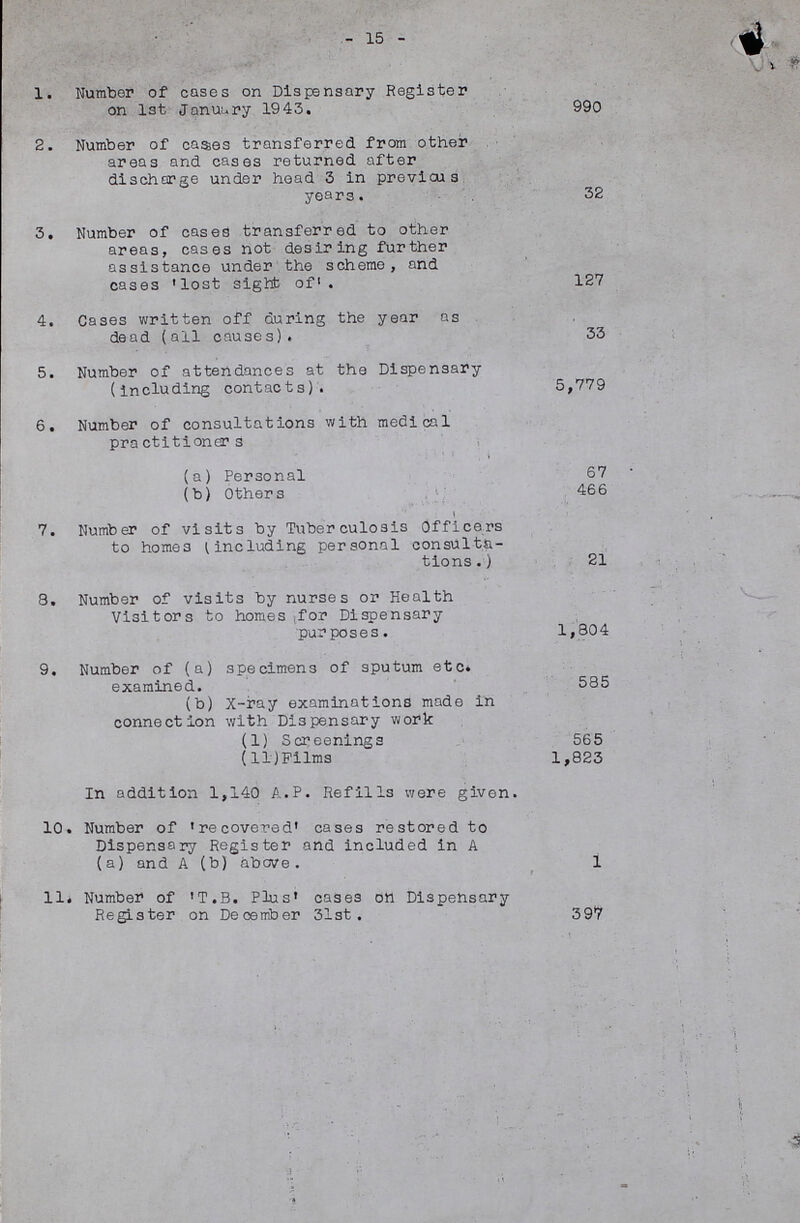 - 15 -
1. Number of cases on Dispensary Register
on 1st January 1943. 990
2. Number of cases transferred from other
areas and cases returned after
discharge under head 3 in previous
years. 32
3. Number of cases transferred to other
areas, cases not desiring further
assistance under the scheme, and
cases 'lost sight of'. 127
4. Cases written off during the year as
dead (all causes). 33
5. Number of attendances at the Dispensary
(including contacts). 5,779
6. Number of consultations with medical
practitioners
(a) Personal 67
(b) Others 466
7. Number of visits by Tuberculosis Officers
to homes (including personal consulta-
tions.) 21
8. Number of visits by nurses or Health
Visitors to homes for Dispensary
purposes. 1,804
9. Number of (a) specimens of sputum etc.
examined. 585
(b) X-ray examinations made in
connection with Dispensary work
(1) Screenings 565
(11)Films 1,823
In addition 1,140 A.P. Refills were given.
10. Number of 'recovered' cases restored to
Dispensary Register and included in A
(a) and A (b) above. 1
11. Number of 'T.B. Plus' cases on Dispensary
Register on December 31st. 397